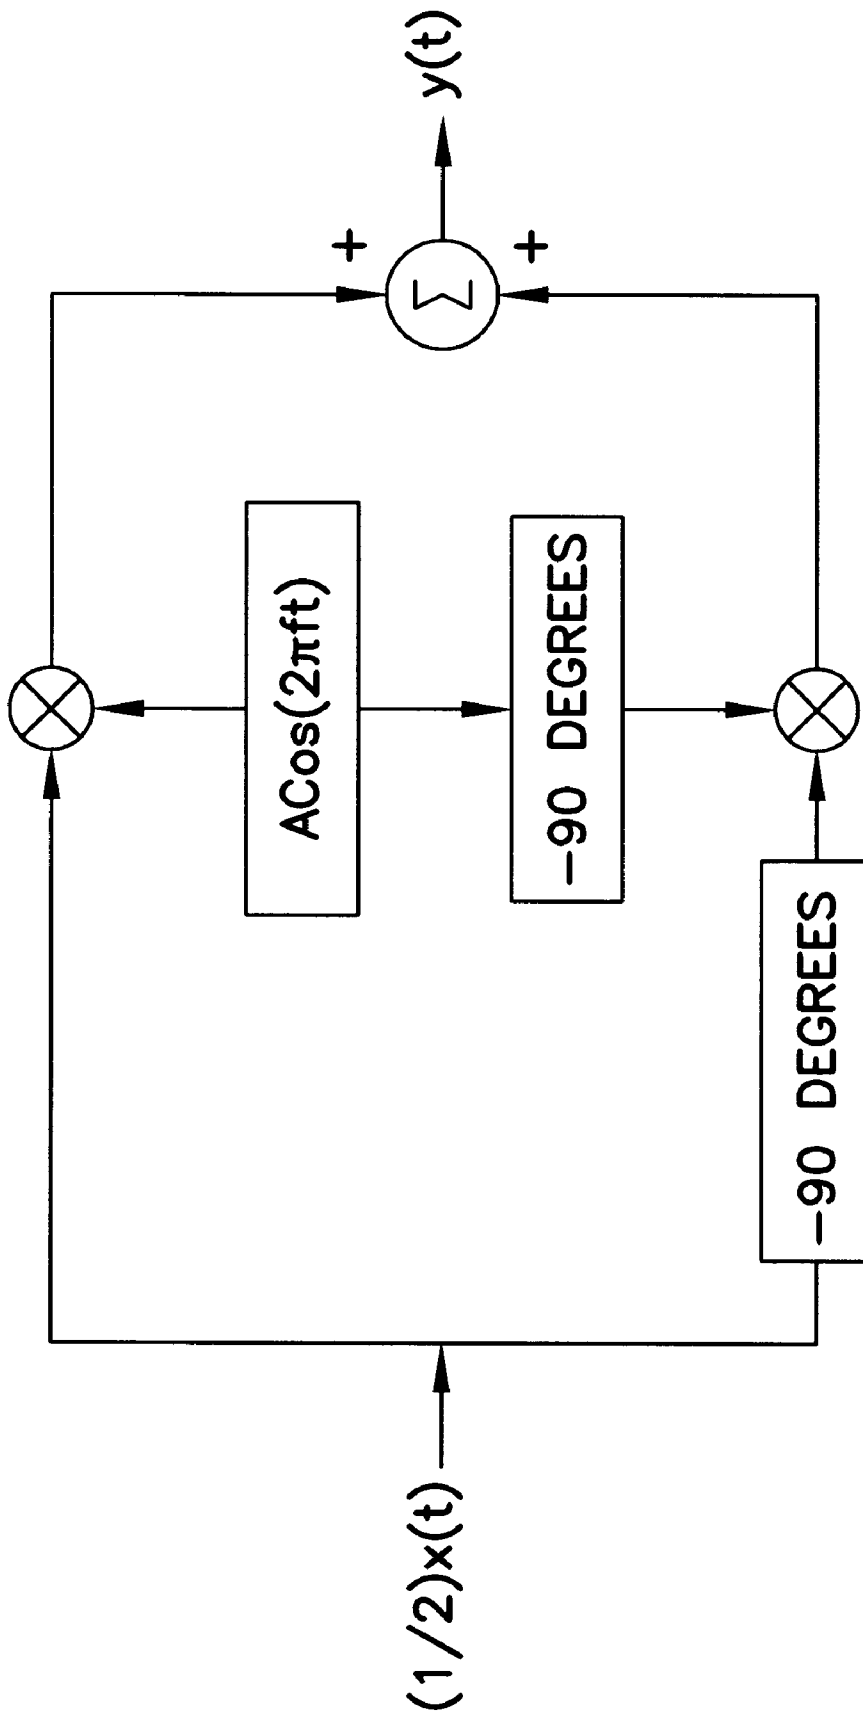 (1/2)x(t)
ACos(2πft)
-90 DEGREES
-90 DEGREES
+
Σ
+
y(t)